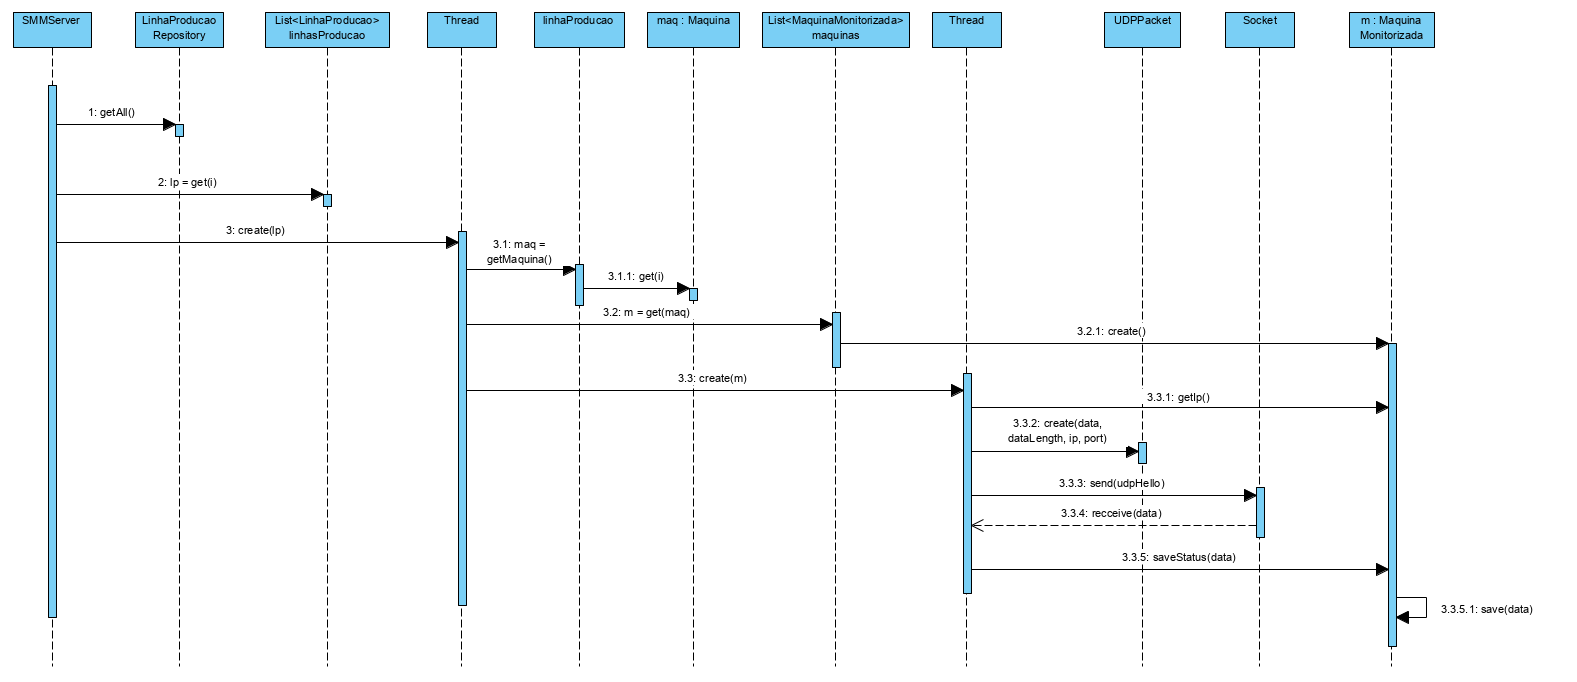 SMMServer
LinhaProducao
Repository
List<LinhaProducao>
linhasProducao
Thread
linhaProducao
maq : Maquina
List<MaquinaMonitorizada>
maquinas
Thread
UDPPacket
Socket
m : Maquina
Monitorizada
1: getAll()
2: lp = get(i)
3: create(lp)
3.1: maq =
getMaquina()
3.1.1: get(i)
3.2: m = get(maq)
3.2.1: create()
3.3: create(m)
3.3.1: getIp()
3.3.2: create(data,
dataLength, ip, port)
3.3.3: send(udpHello)
3.3.4: recceive(data)
3.3.5: saveStatus(data)
3.3.5.1: save(data)